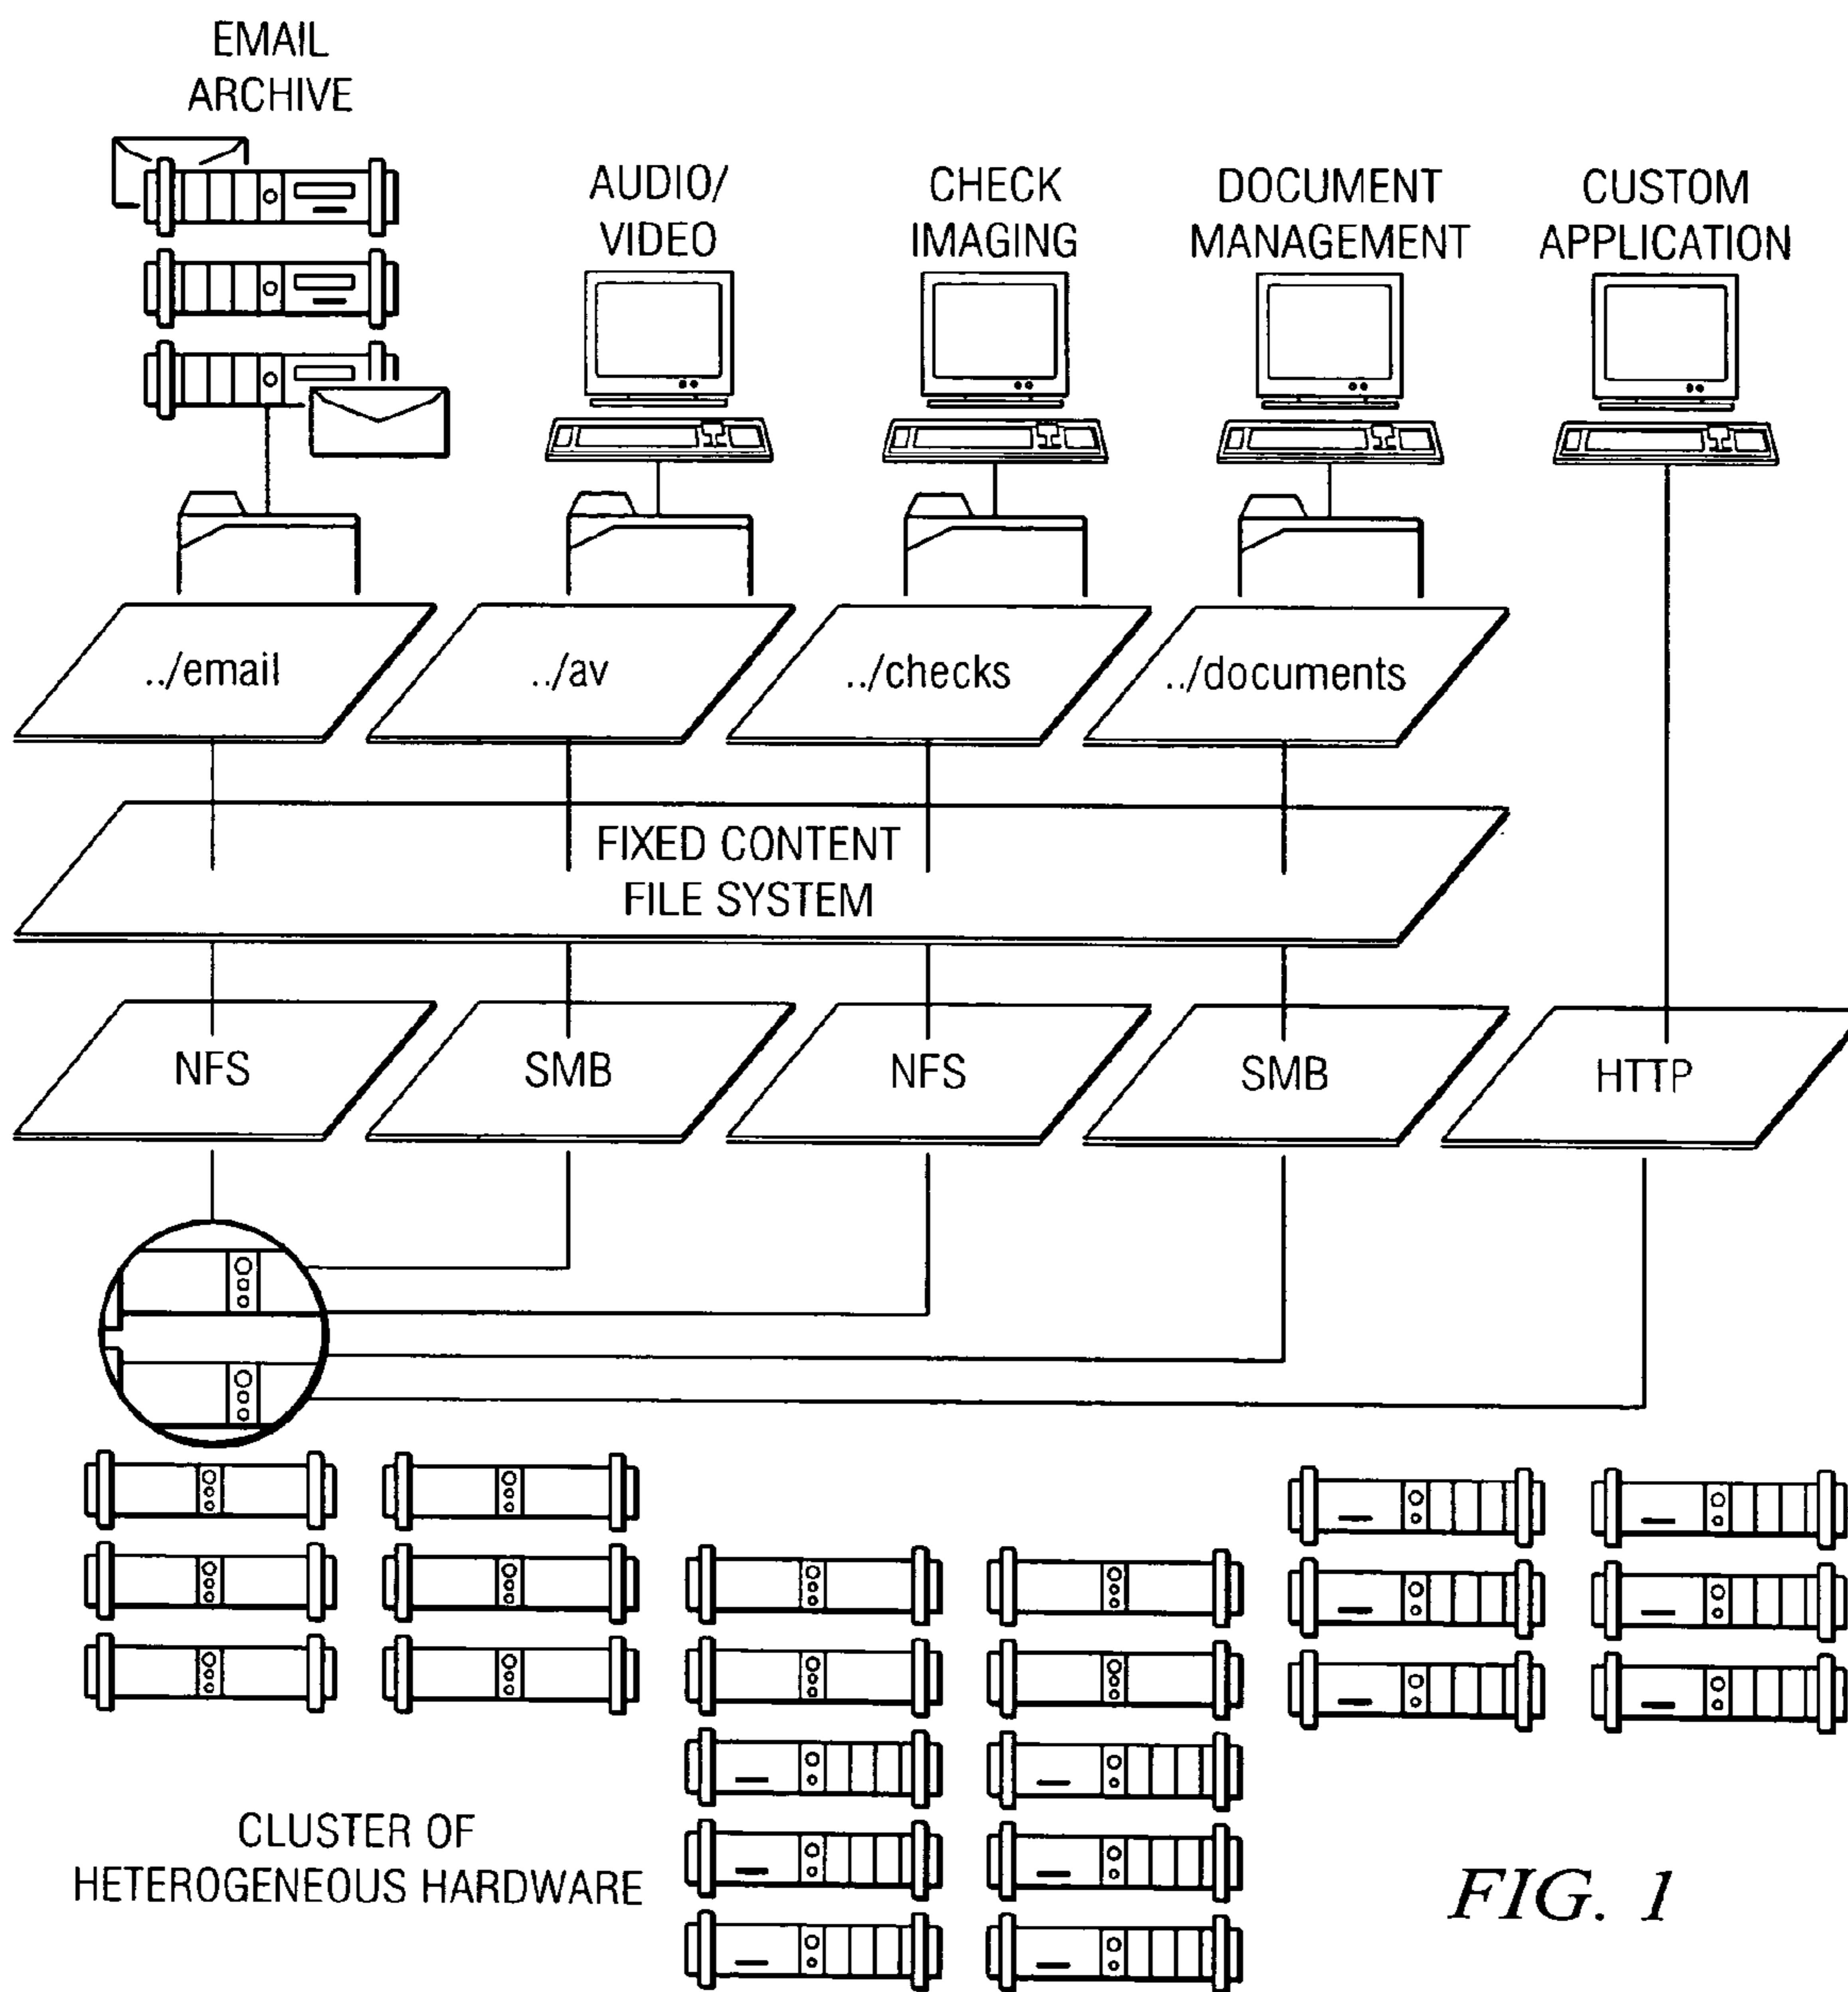 EMAIL
ARCHIVE
AUDIO/
VIDEO
CHECK
IMAGING
DOCUMENT
MANAGEMENT
CUSTOM
APPLICATION
../email
../av
../checks
../documents
FIXED CONTENT
FILE SYSTEM
NFS
SMB
NFS
SMB
HTTP
CLUSTER OF
HETEROGENEOUS HARDWARE
FIG. 1